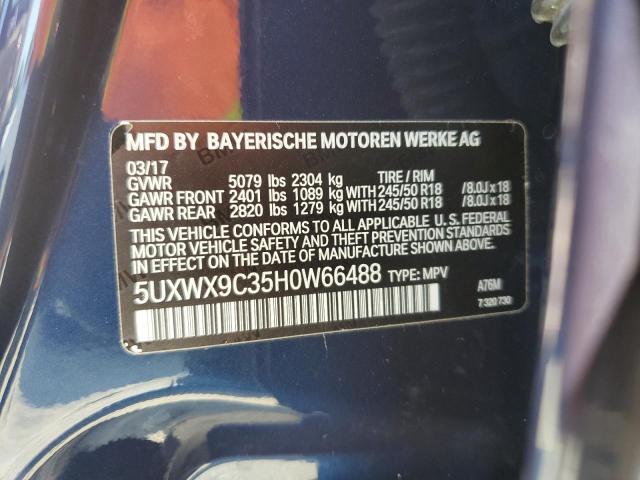 MFD BY BAYERISCHE MOTOREN WERKE AG
03/17 TIRE / RIM
GVWR 5079 lbs 2304 kg
GAWR FRONT 2401 lbs 1089 kg WITH 245/50 R18 /8.0J x 18
GAWR REAR 2820 lbs 1279 kg WITH 245/50 R18 /8.0J x 18
THIS VEHICLE CONFORMS TO ALL APPLICABLE U. S. FEDERAL
MOTOR VEHICLE SAFETY AND THEFT PREVENTION STANDARDS
IN EFFECT ON THE DATE OF MANUFACTURE SHOWN ABOVE.
5UXWX9C35H0W66488 TYPE: MPV
A76M
7 320 730